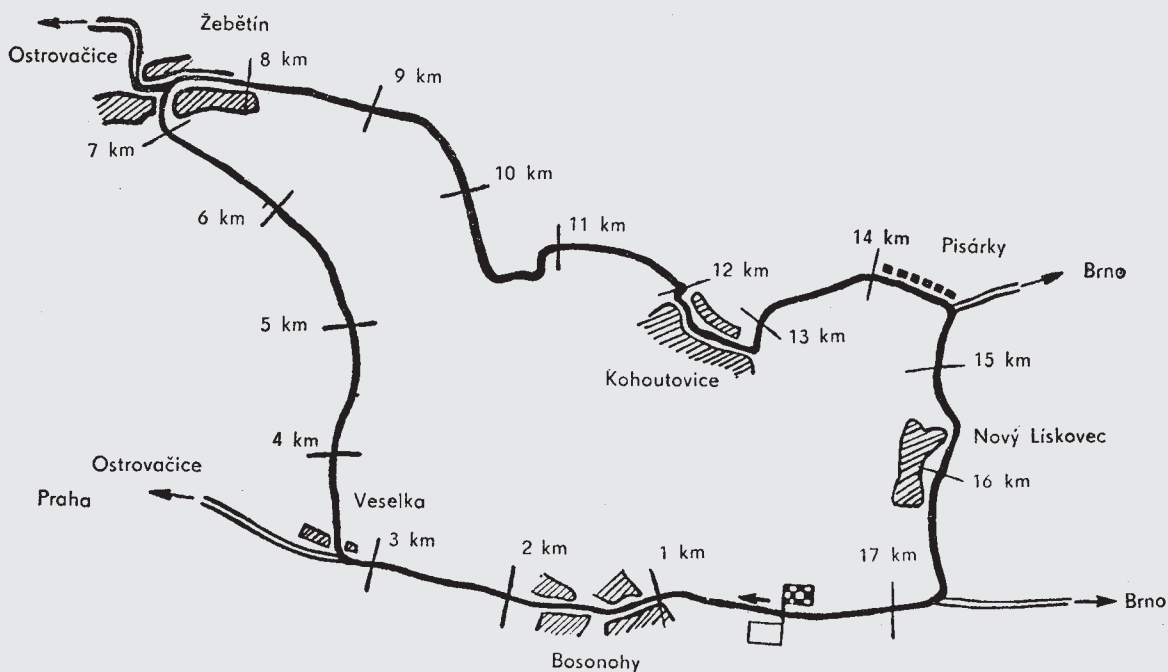 Žebětín
Ostrovačice
8 km
9 km
7 km
10 km
6 km
11 km
14 km
Pisárky
12 km
Brno
5 km
13 km
15 km
Kohoutovice
4 km
Nový Lískovec
Ostrovačice
Praha
Veselka
16 km
3 km
2 km
1 km
17 km
Brno
Bosonohy